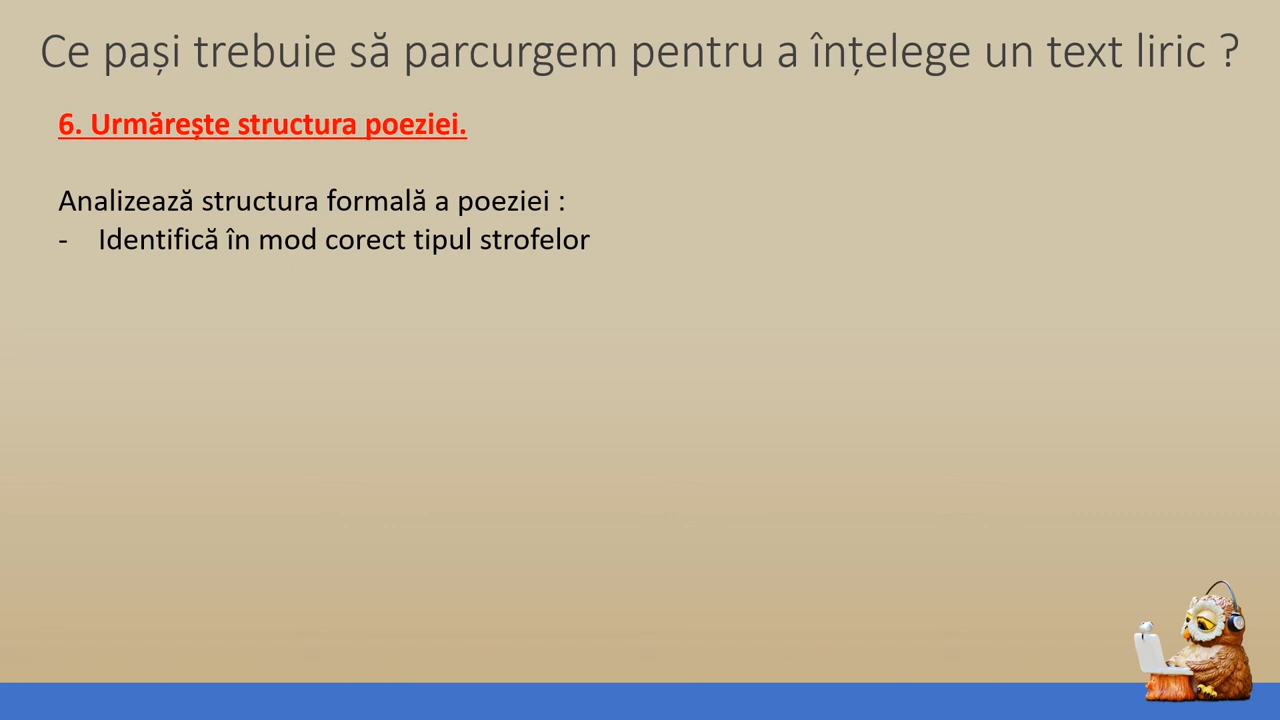 Ce pași trebuie să parcurgem pentru a înțelege un text liric ?
6. Urmărește structura poeziei.
Analizează structura formală a poeziei :
- Identifică în mod corect tipul strofelor